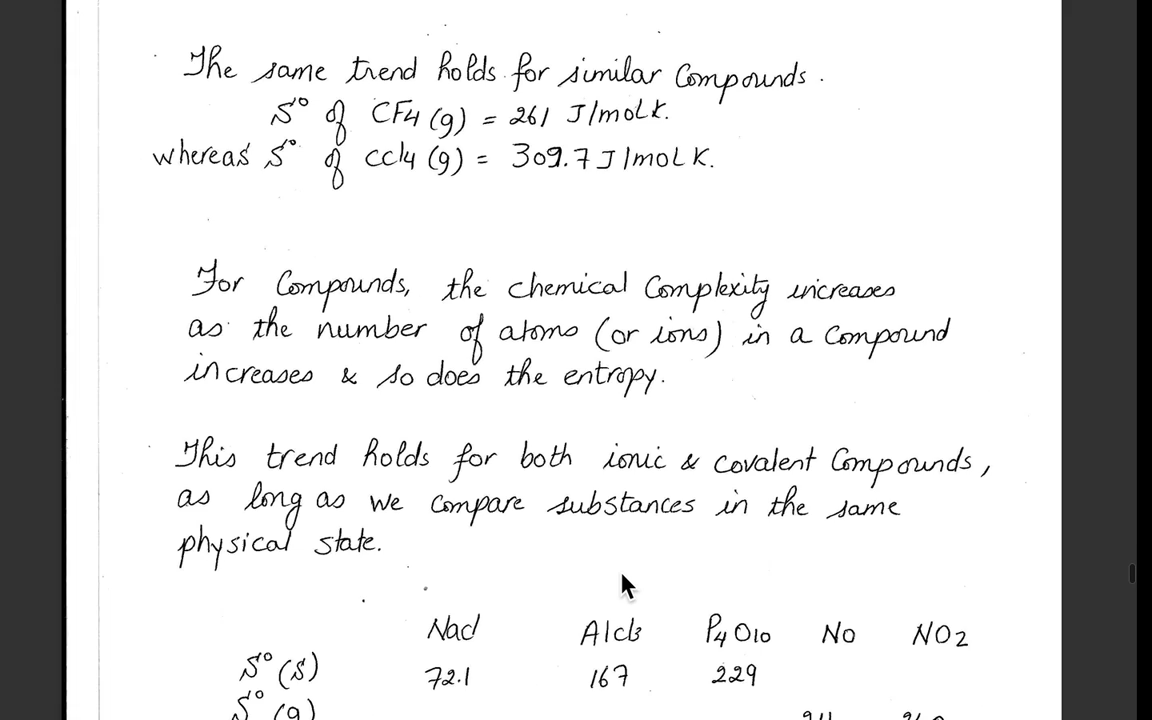 The same trend holds for similar Compounds.
S° of CF4 (g) = 261 J/molK.
whereas S° of CCl4 (g) = 309.7 J/mol K.
For Compounds, the chemical Complexity increases
as the number of atoms (or ions) in a compound
increases & so does the entropy.
This trend holds for both ionic & covalent Compounds,
as long as we compare substances in the same
physical state.
NaCl AlCl3 P4O10 NO NO2
S° (s) 72.1 167 229
S° (g)